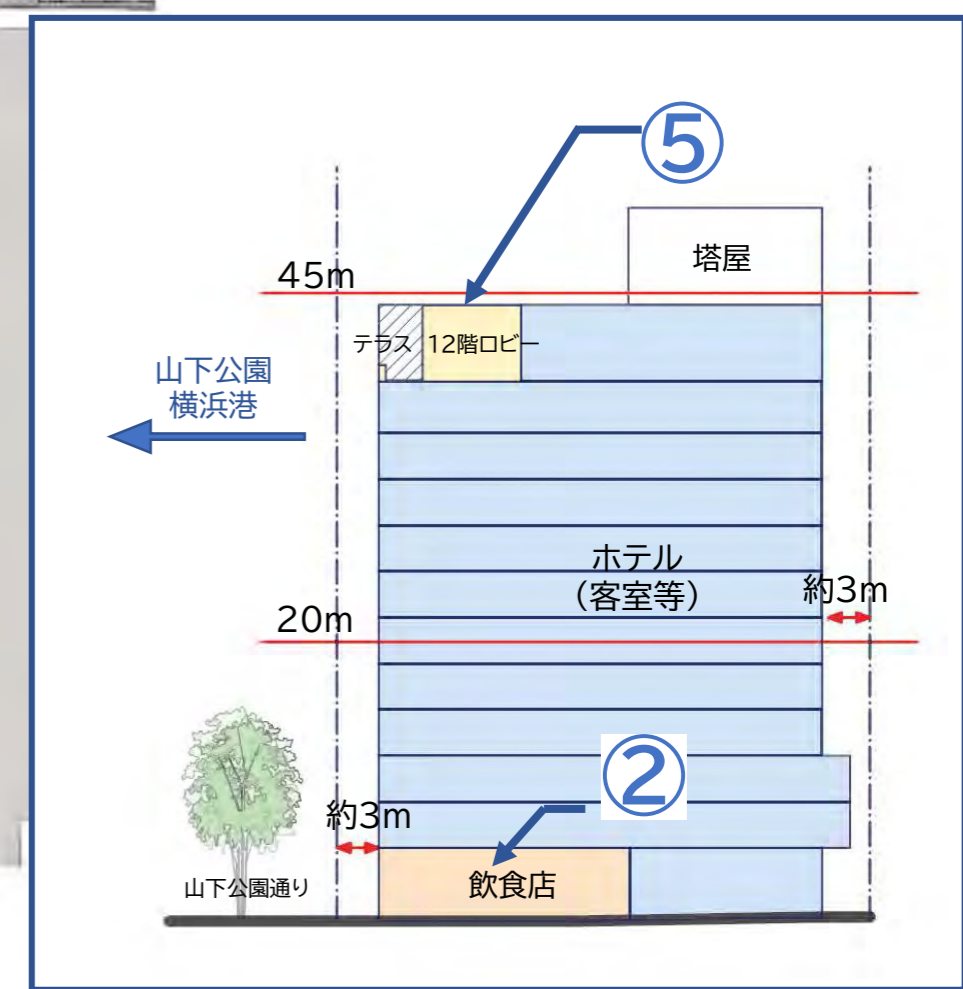 ⑤
塔屋
45m
テラス
12階ロビー
山下公園
横浜港
ホテル
(客室等)
約3m
20m
②
約3m
山下公園通り
飲食店